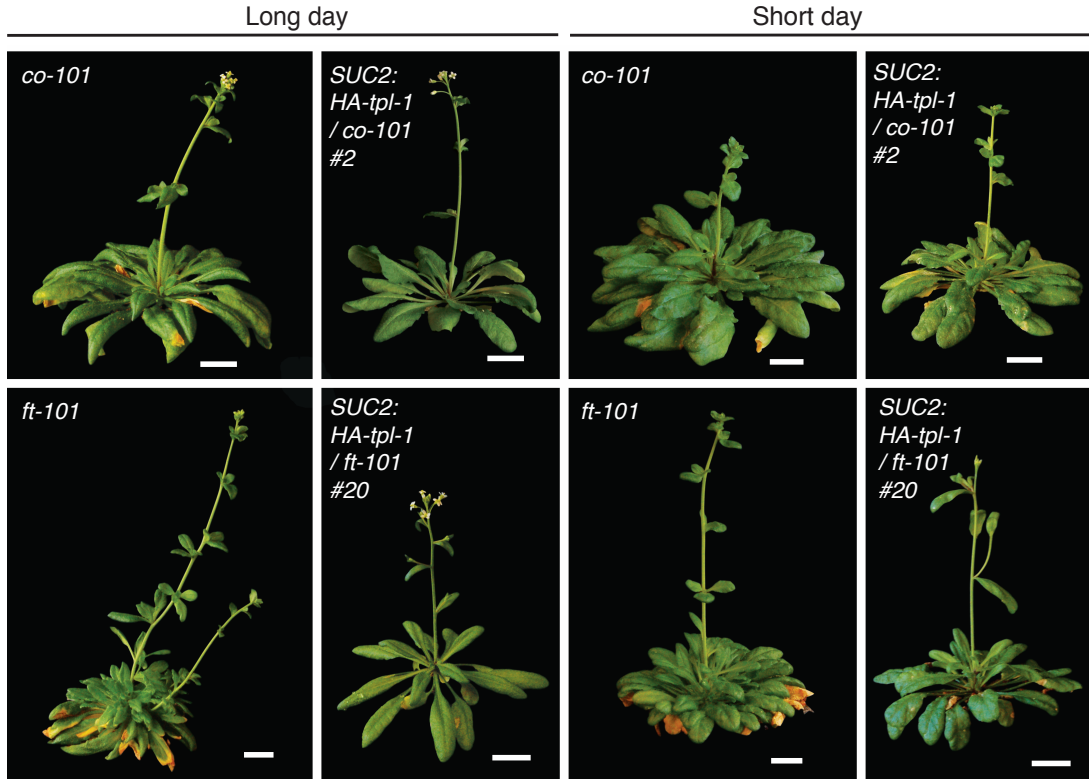 Long day
Short day
co-101
SUC2:
HA-tpl-1
/ co-101
#2
co-101
SUC2:
HA-tpl-1
/ co-101
#2
ft-101
SUC2:
HA-tpl-1
/ ft-101
#20
ft-101
SUC2:
HA-tpl-1
/ ft-101
#20